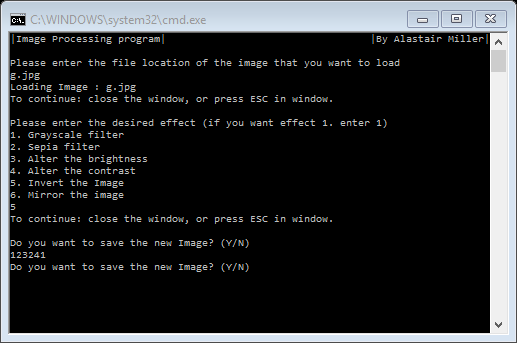 C:\WINDOWS\system32\cmd.exe
|Image Processing program| |By Alastair Miller|
Please enter the file location of the image that you want to load
g.jpg
Loading Image : g.jpg
To continue: close the window, or press ESC in window.
Please enter the desired effect (if you want effect 1. enter 1)
1. Grayscale filter
2. Sepia filter
3. Alter the brightness
4. Alter the contrast
5. Invert the Image
6. Mirror the image
5
To continue: close the window, or press ESC in window.
Do you want to save the new Image? (Y/N)
123241
Do you want to save the new Image? (Y/N)